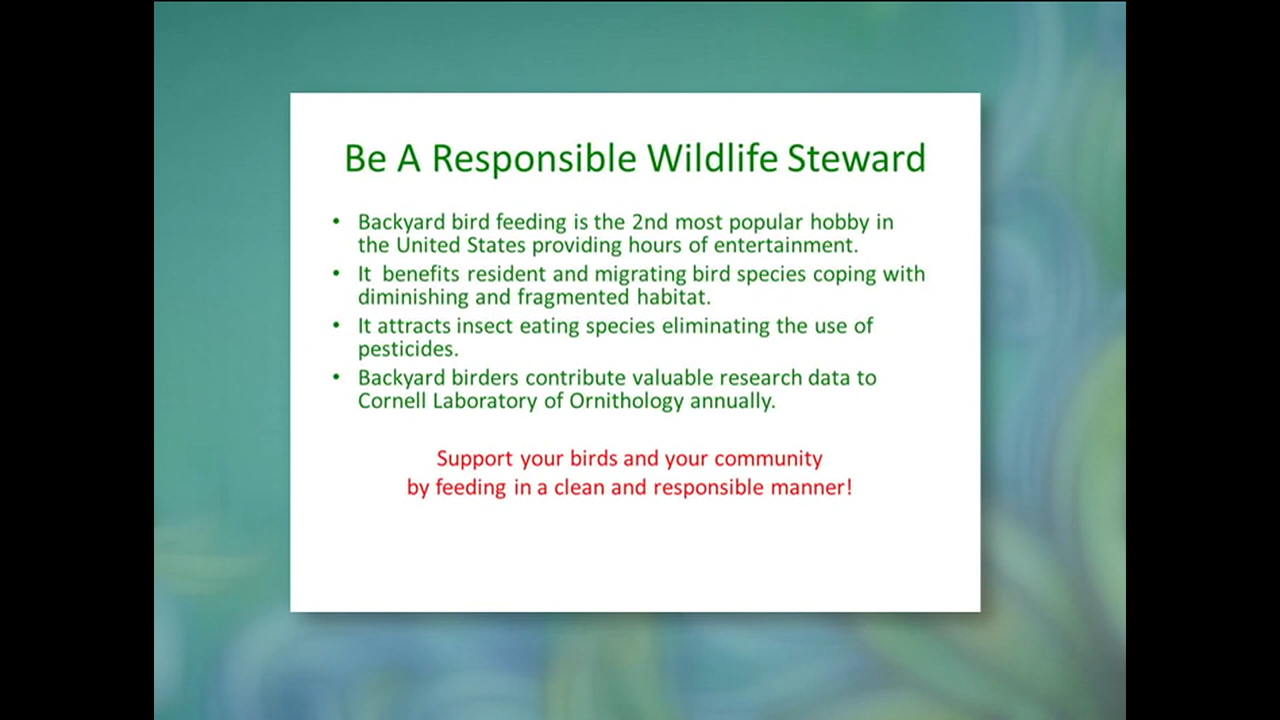 Be A Responsible Wildlife Steward
• Backyard bird feeding is the 2nd most popular hobby in
the United States providing hours of entertainment.
• It benefits resident and migrating bird species coping with
diminishing and fragmented habitat.
• It attracts insect eating species eliminating the use of
pesticides.
• Backyard birders contribute valuable research data to
Cornell Laboratory of Ornithology annually.
Support your birds and your community
by feeding in a clean and responsible manner!